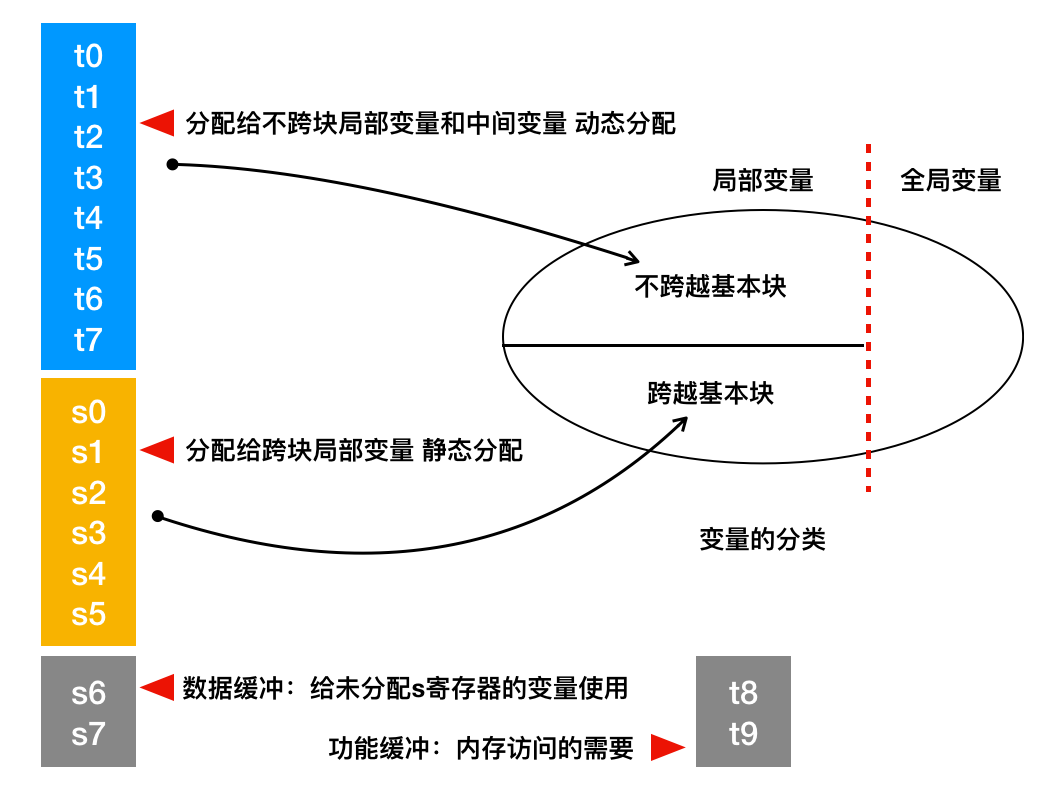 t0
t1
t2
t3
t4
t5
t6
t7
分配给不跨块局部变量和中间变量 动态分配
局部变量
全局变量
不跨越基本块
跨越基本块
变量的分类
s0
s1
s2
s3
s4
s5
分配给跨块局部变量 静态分配
s6
s7
数据缓冲：给未分配s寄存器的变量使用
功能缓冲：内存访问的需要
t8
t9